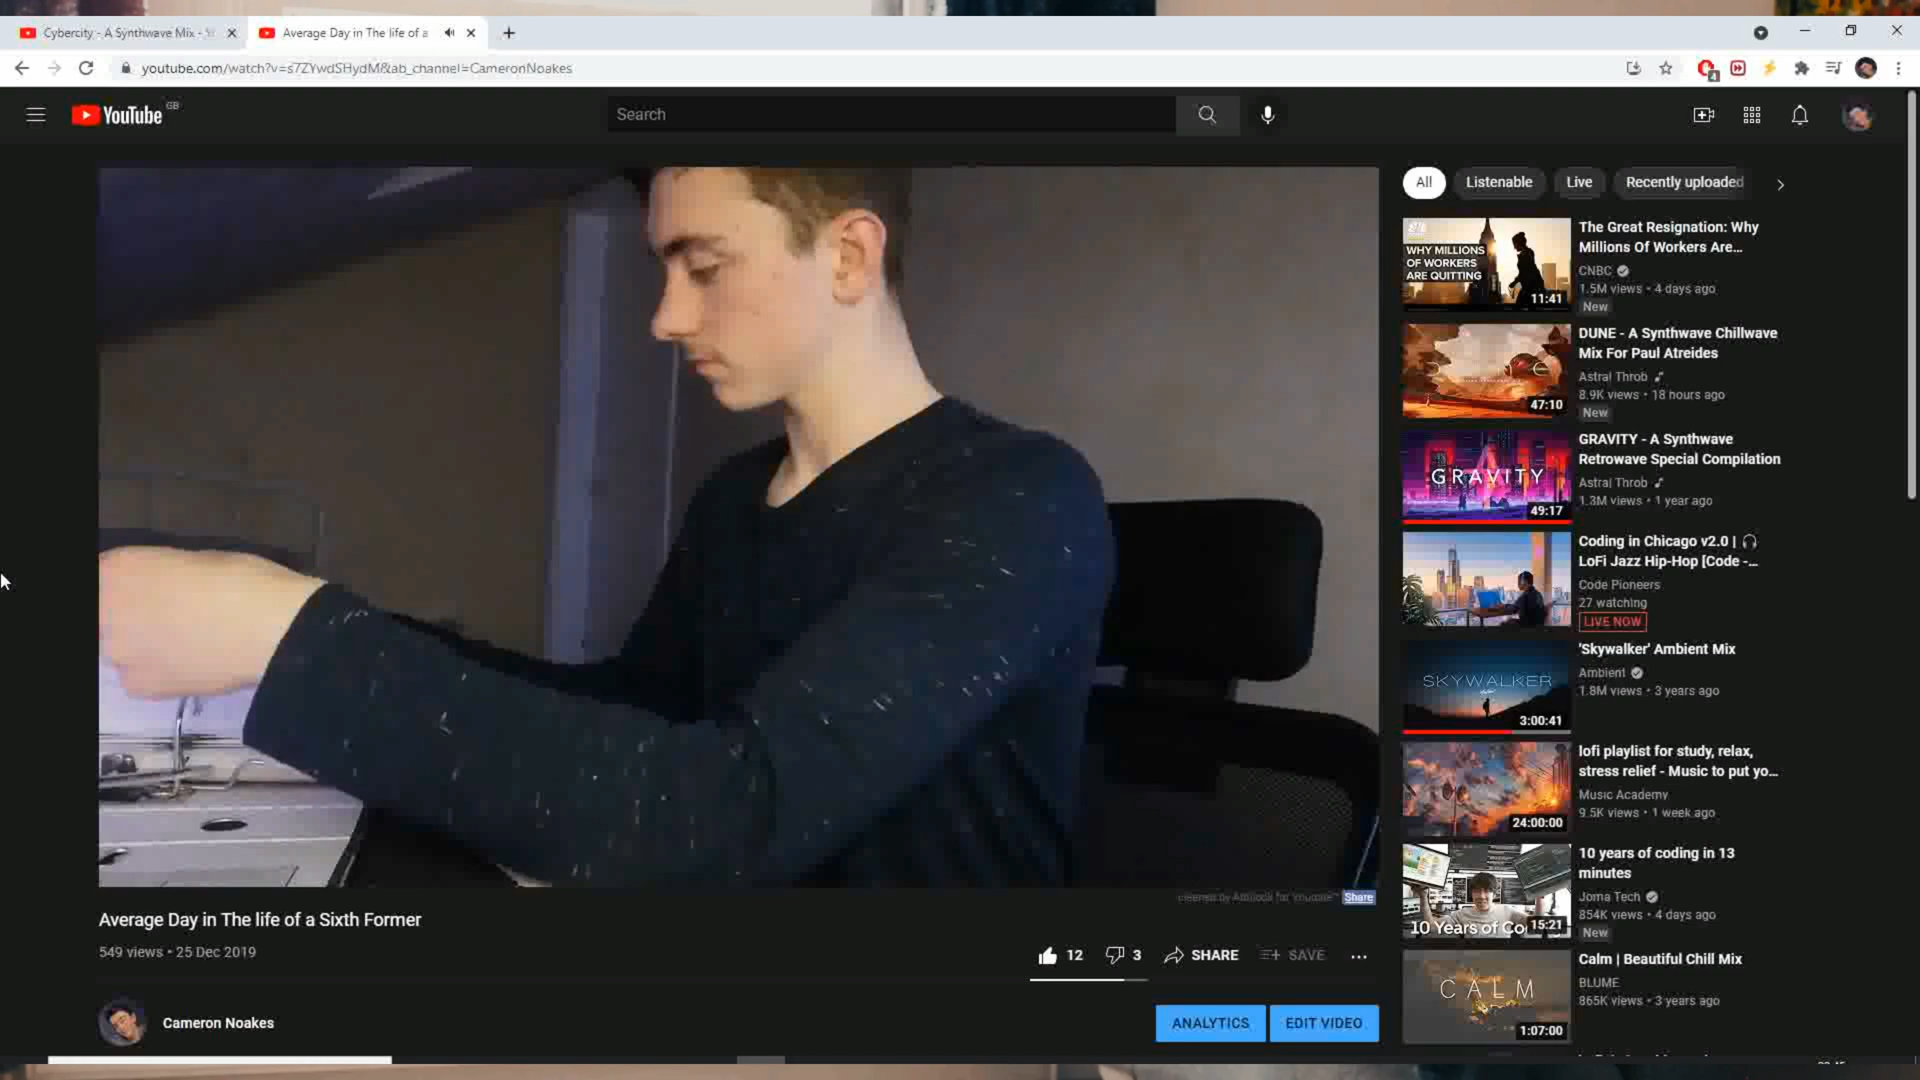 Cybercity - A Synthwave Mix -
Average Day in The life of a
youtube.com/watch?v=s7ZYwdSHydM&ab_channel=CameronNoakes
4
YouTube GB
Search
All
Listenable
Live
Recently uploaded
WHY MILLIONS
OF WORKERS
ARE QUITTING
11:41
The Great Resignation: Why
Millions Of Workers Are...
CNBC
1.5M views • 4 days ago
New
47:10
DUNE - A Synthwave Chillwave
Mix For Paul Atreides
Astral Throb
8.9K views • 18 hours ago
New
GRAVITY
49:17
GRAVITY - A Synthwave
Retrowave Special Compilation
Astral Throb
1.3M views • 1 year ago
Coding in Chicago v2.0 |
LoFi Jazz Hip-Hop [Code -...
Code Pioneers
27 watching
LIVE NOW
SKYWALKER
3:00:41
'Skywalker' Ambient Mix
Ambient
1.8M views • 3 years ago
24:00:00
lofi playlist for study, relax,
stress relief - Music to put yo...
Music Academy
9.5K views • 1 week ago
10 Years of Co
15:21
10 years of coding in 13
minutes
Joma Tech
854K views • 4 days ago
New
CALM
1:07:00
Calm | Beautiful Chill Mix
BLUME
865K views • 3 years ago
Share
Average Day in The life of a Sixth Former
549 views • 25 Dec 2019
12
3
SHARE
SAVE
Cameron Noakes
ANALYTICS
EDIT VIDEO